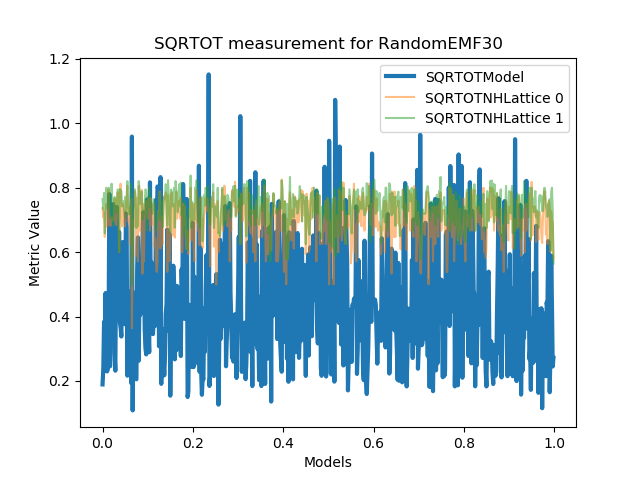 SQRTOT measurement for RandomEMF30
SQRTOTModel
SQRTOTNHLattice 0
SQRTOTNHLattice 1
Metric Value
1.2
1.0
0.8
0.6
0.4
0.2
0.0 0.2 0.4 0.6 0.8 1.0
Models